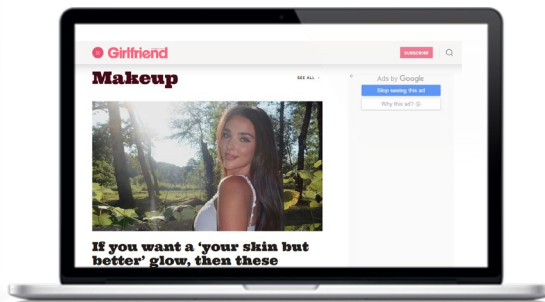 Girlfriend
SUBSCRIBE
Makeup
SEE ALL
Ads by Google
Stop seeing this ad
Why this ad?
If you want a ‘your skin but
better’ glow, then these